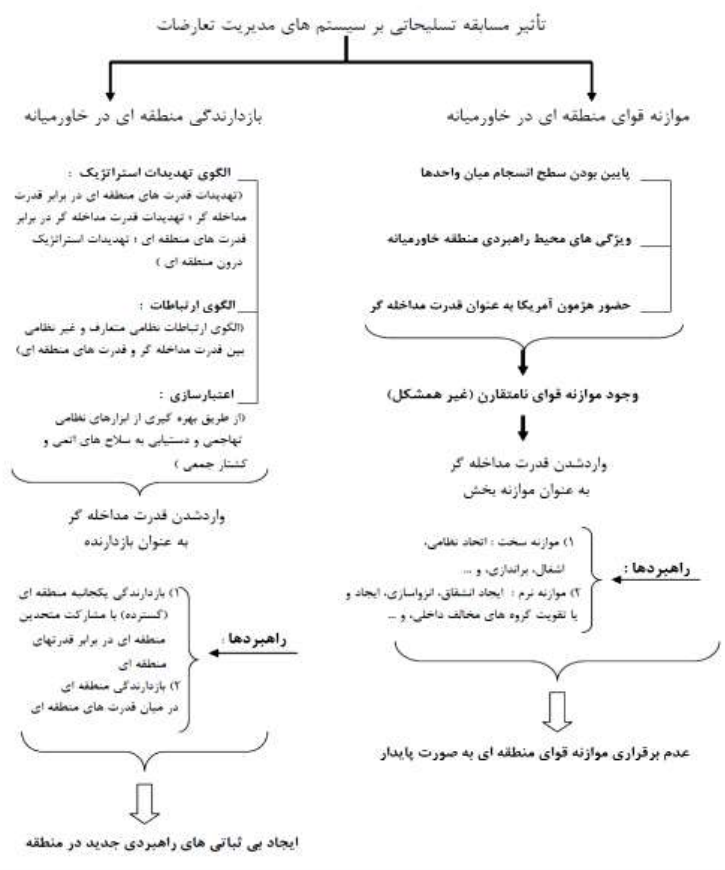 تأثیر مسابقه تسلیحاتی بر سیستم های مدیریت تعارضات
موازنه قوای منطقه ای در خاورمیانه
پایین بودن سطح انسجام میان واحدها
ویژگی های محیط راهبردی منطقه خاورمیانه
حضور هژمون آمریکا به عنوان قدرت مداخله گر
وجود موازنه قوای نامتقارن (غیر همشکل)
واردشدن قدرت مداخله گر
به عنوان موازنه بخش
راهبردها :
۱) موازنه سخت : اتحاد نظامی،
اشغال، براندازی، و ...
۲) موازنه نرم : ایجاد انشقاق، انزواسازی، ایجاد و
یا تقویت گروه های مخالف داخلی، و ...
عدم برقراری موازنه قوای منطقه ای به صورت پایدار
بازدارندگی منطقه ای در خاورمیانه
الگوی تهدیدات استراتژیک :
(تهدیدات قدرت های منطقه ای در برابر قدرت
مداخله گر ؛ تهدیدات قدرت مداخله گر در برابر
قدرت های منطقه ای ؛ تهدیدات استراتژیک
درون منطقه ای )
الگوی ارتباطات :
(الگوی ارتباطات نظامی متعارف و غیر نظامی
بین قدرت مداخله گر و قدرت های منطقه ای)
اعتبارسازی :
(از طریق بهره گیری از ابزارهای نظامی
تهاجمی و دستیابی به سلاح های اتمی و
کشتار جمعی )
واردشدن قدرت مداخله گر
به عنوان بازدارنده
راهبردها :
۱) بازدارندگی یکجانبه منطقه ای
(گسترده) با مشارکت متحدین
منطقه ای در برابر قدرتهای
منطقه ای
۲) بازدارندگی منطقه ای
در میان قدرت های منطقه ای
ایجاد بی ثباتی های راهبردی جدید در منطقه